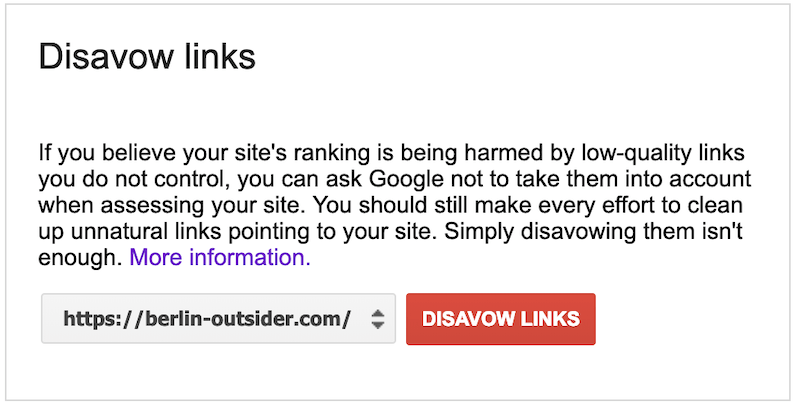 Disavow links
If you believe your site's ranking is being harmed by low-quality links
you do not control, you can ask Google not to take them into account
when assessing your site. You should still make every effort to clean
up unnatural links pointing to your site. Simply disavowing them isn't
enough. More information.
https://berlin-outsider.com/ DISAVOW LINKS